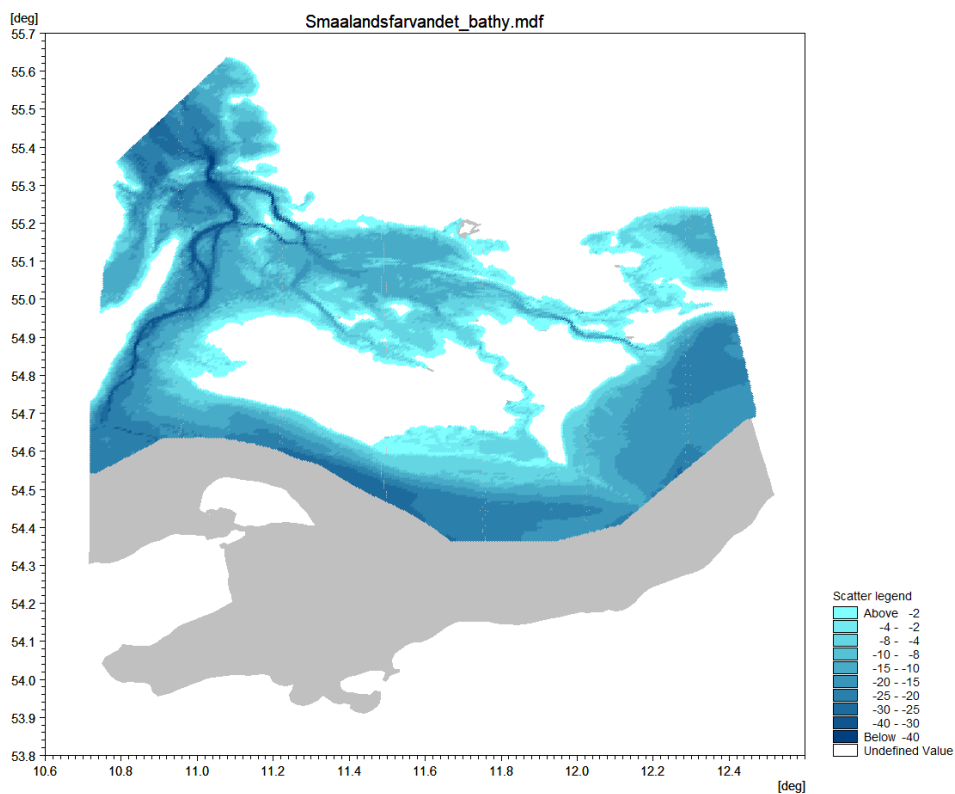 Smaalandsfarvandet_bathy.mdf
[deg]
55.7
55.6
55.5
55.4
55.3
55.2
55.1
55.0
54.9
54.8
54.7
54.6
54.5
54.4
54.3
54.2
54.1
54.0
53.9
53.8
10.6 10.8 11.0 11.2 11.4 11.6 11.8 12.0 12.2 12.4
[deg]
Scatter legend
Above -2
-4 - -2
-8 - -4
-10 - -8
-15 - -10
-20 - -15
-25 - -20
-30 - -25
-40 - -30
Below -40
Undefined Value